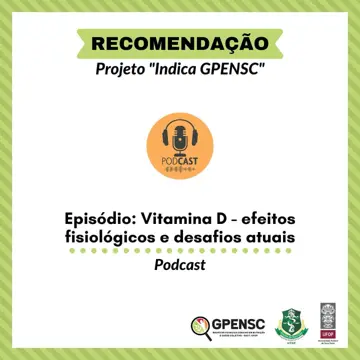 RECOMENDAÇÃO
Projeto "Indica GPENSC"
PODCAST
Episódio: Vitamina D - efeitos
fisiológicos e desafios atuais
Podcast
GPENSC
UFOP